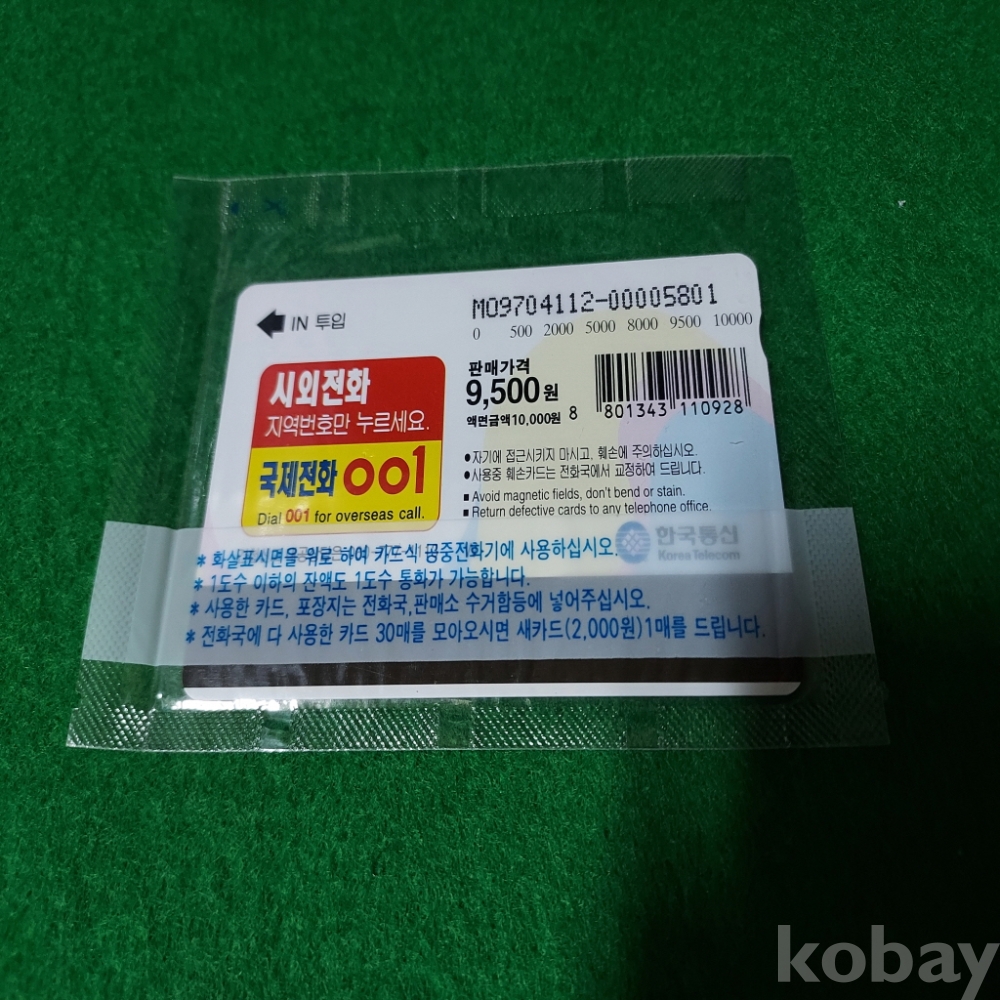 IN 투입
M09704112-00005801
0 500 2000 5000 8000 9500 10000
시외전화
지역번호만 누르세요.
국제전화 001
Dial 001 for overseas call.
판매가격
9,500원
액면금액10,000원
8 801343 110928
●자기에 접근시키지 마시고, 훼손에 주의하십시오.
●사용중 훼손카드는 전화국에서 교정하여 드립니다.
■ Avoid magnetic fields, don't bend or stain.
■ Return defective cards to any telephone office.
한국통신
Korea Telecom
* 화살표시면을 위로 하여 카드식 공중전화기에 사용하십시오.
* 1도수 이하의 잔액도 1도수 통화가 가능합니다.
* 사용한 카드, 포장지는 전화국,판매소 수거함등에 넣어주십시오.
* 전화국에 다 사용한 카드 30매를 모아오시면 새카드(2,000원)1매를 드립니다.
kobay